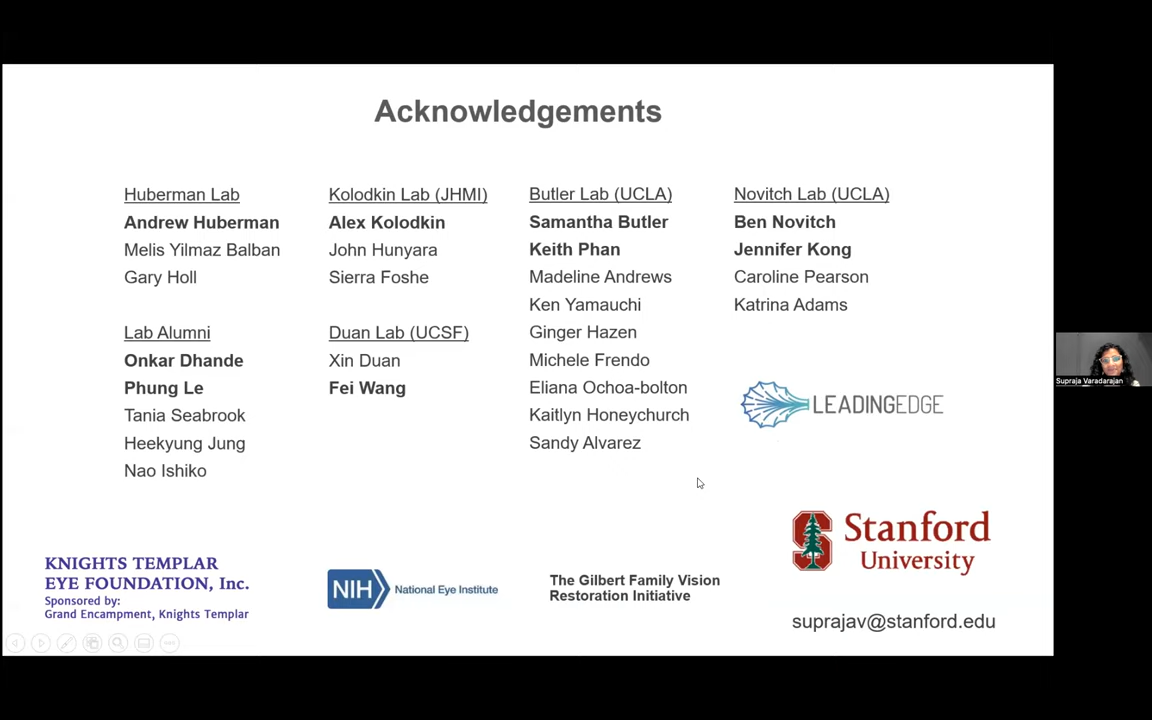 Acknowledgements
Huberman Lab
Andrew Huberman
Melis Yilmaz Balban
Gary Holl
Lab Alumni
Onkar Dhande
Phung Le
Tania Seabrook
Heekyung Jung
Nao Ishiko
Kolodkin Lab (JHMI)
Alex Kolodkin
John Hunyara
Sierra Foshe
Duan Lab (UCSF)
Xin Duan
Fei Wang
Butler Lab (UCLA)
Samantha Butler
Keith Phan
Madeline Andrews
Ken Yamauchi
Ginger Hazen
Michele Frendo
Eliana Ochoa-bolton
Kaitlyn Honeychurch
Sandy Alvarez
Novitch Lab (UCLA)
Ben Novitch
Jennifer Kong
Caroline Pearson
Katrina Adams
LEADINGEDGE
KNIGHTS TEMPLAR
EYE FOUNDATION, Inc.
Sponsored by:
Grand Encampment, Knights Templar
NIH National Eye Institute
The Gilbert Family Vision
Restoration Initiative
S Stanford
University
suprajav@stanford.edu
Supraja Varadarajan